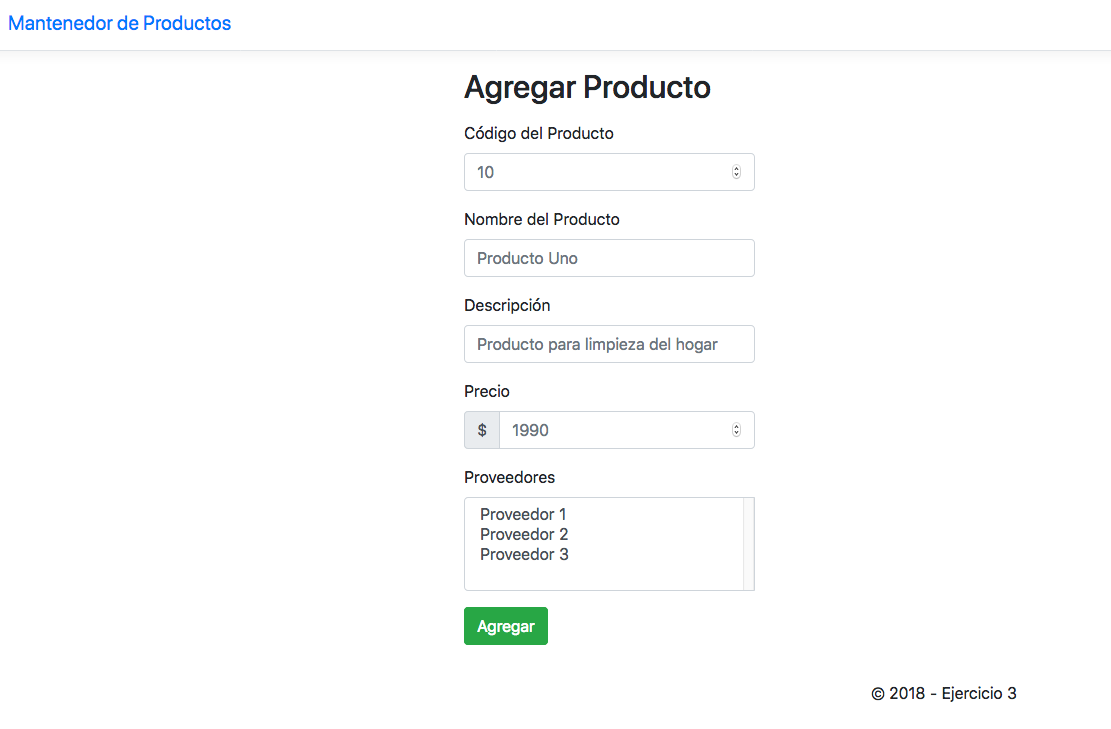 Mantenedor de Productos
Agregar Producto
Código del Producto
10
Nombre del Producto
Producto Uno
Descripción
Producto para limpieza del hogar
Precio
$ 1990
Proveedores
Proveedor 1
Proveedor 2
Proveedor 3
Agregar
© 2018 - Ejercicio 3